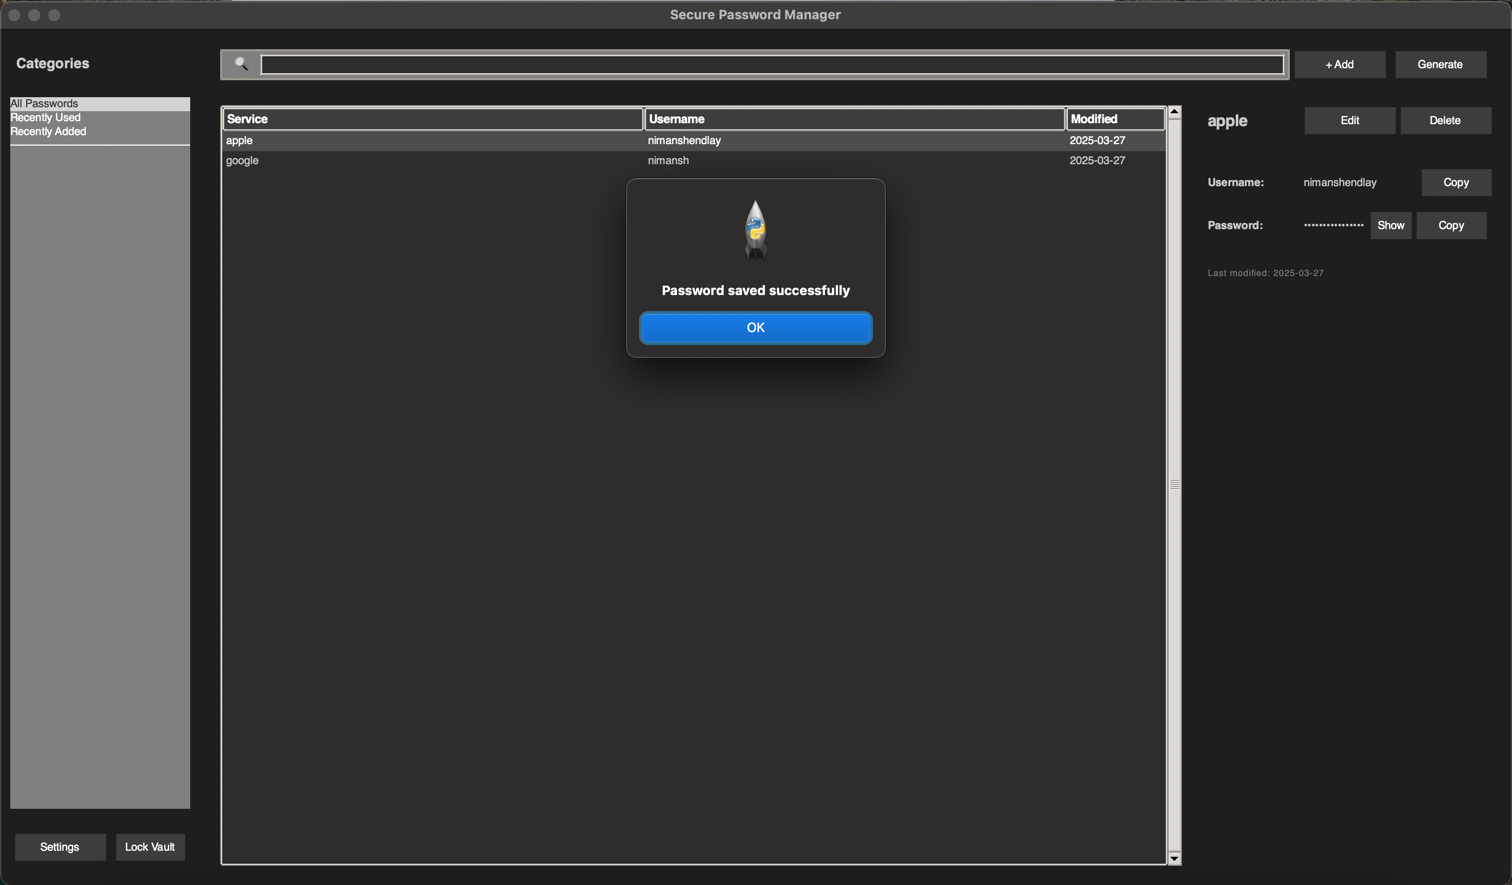 Secure Password Manager
Categories
+ Add
Generate
All Passwords
Recently Used
Recently Added
Service Username Modified
apple nimanshendlay 2025-03-27
google nimansh 2025-03-27
Password saved successfully
OK
apple
Edit
Delete
Username: nimanshendlay Copy
Password: •••••••••••••••• Show Copy
Last modified: 2025-03-27
Settings
Lock Vault